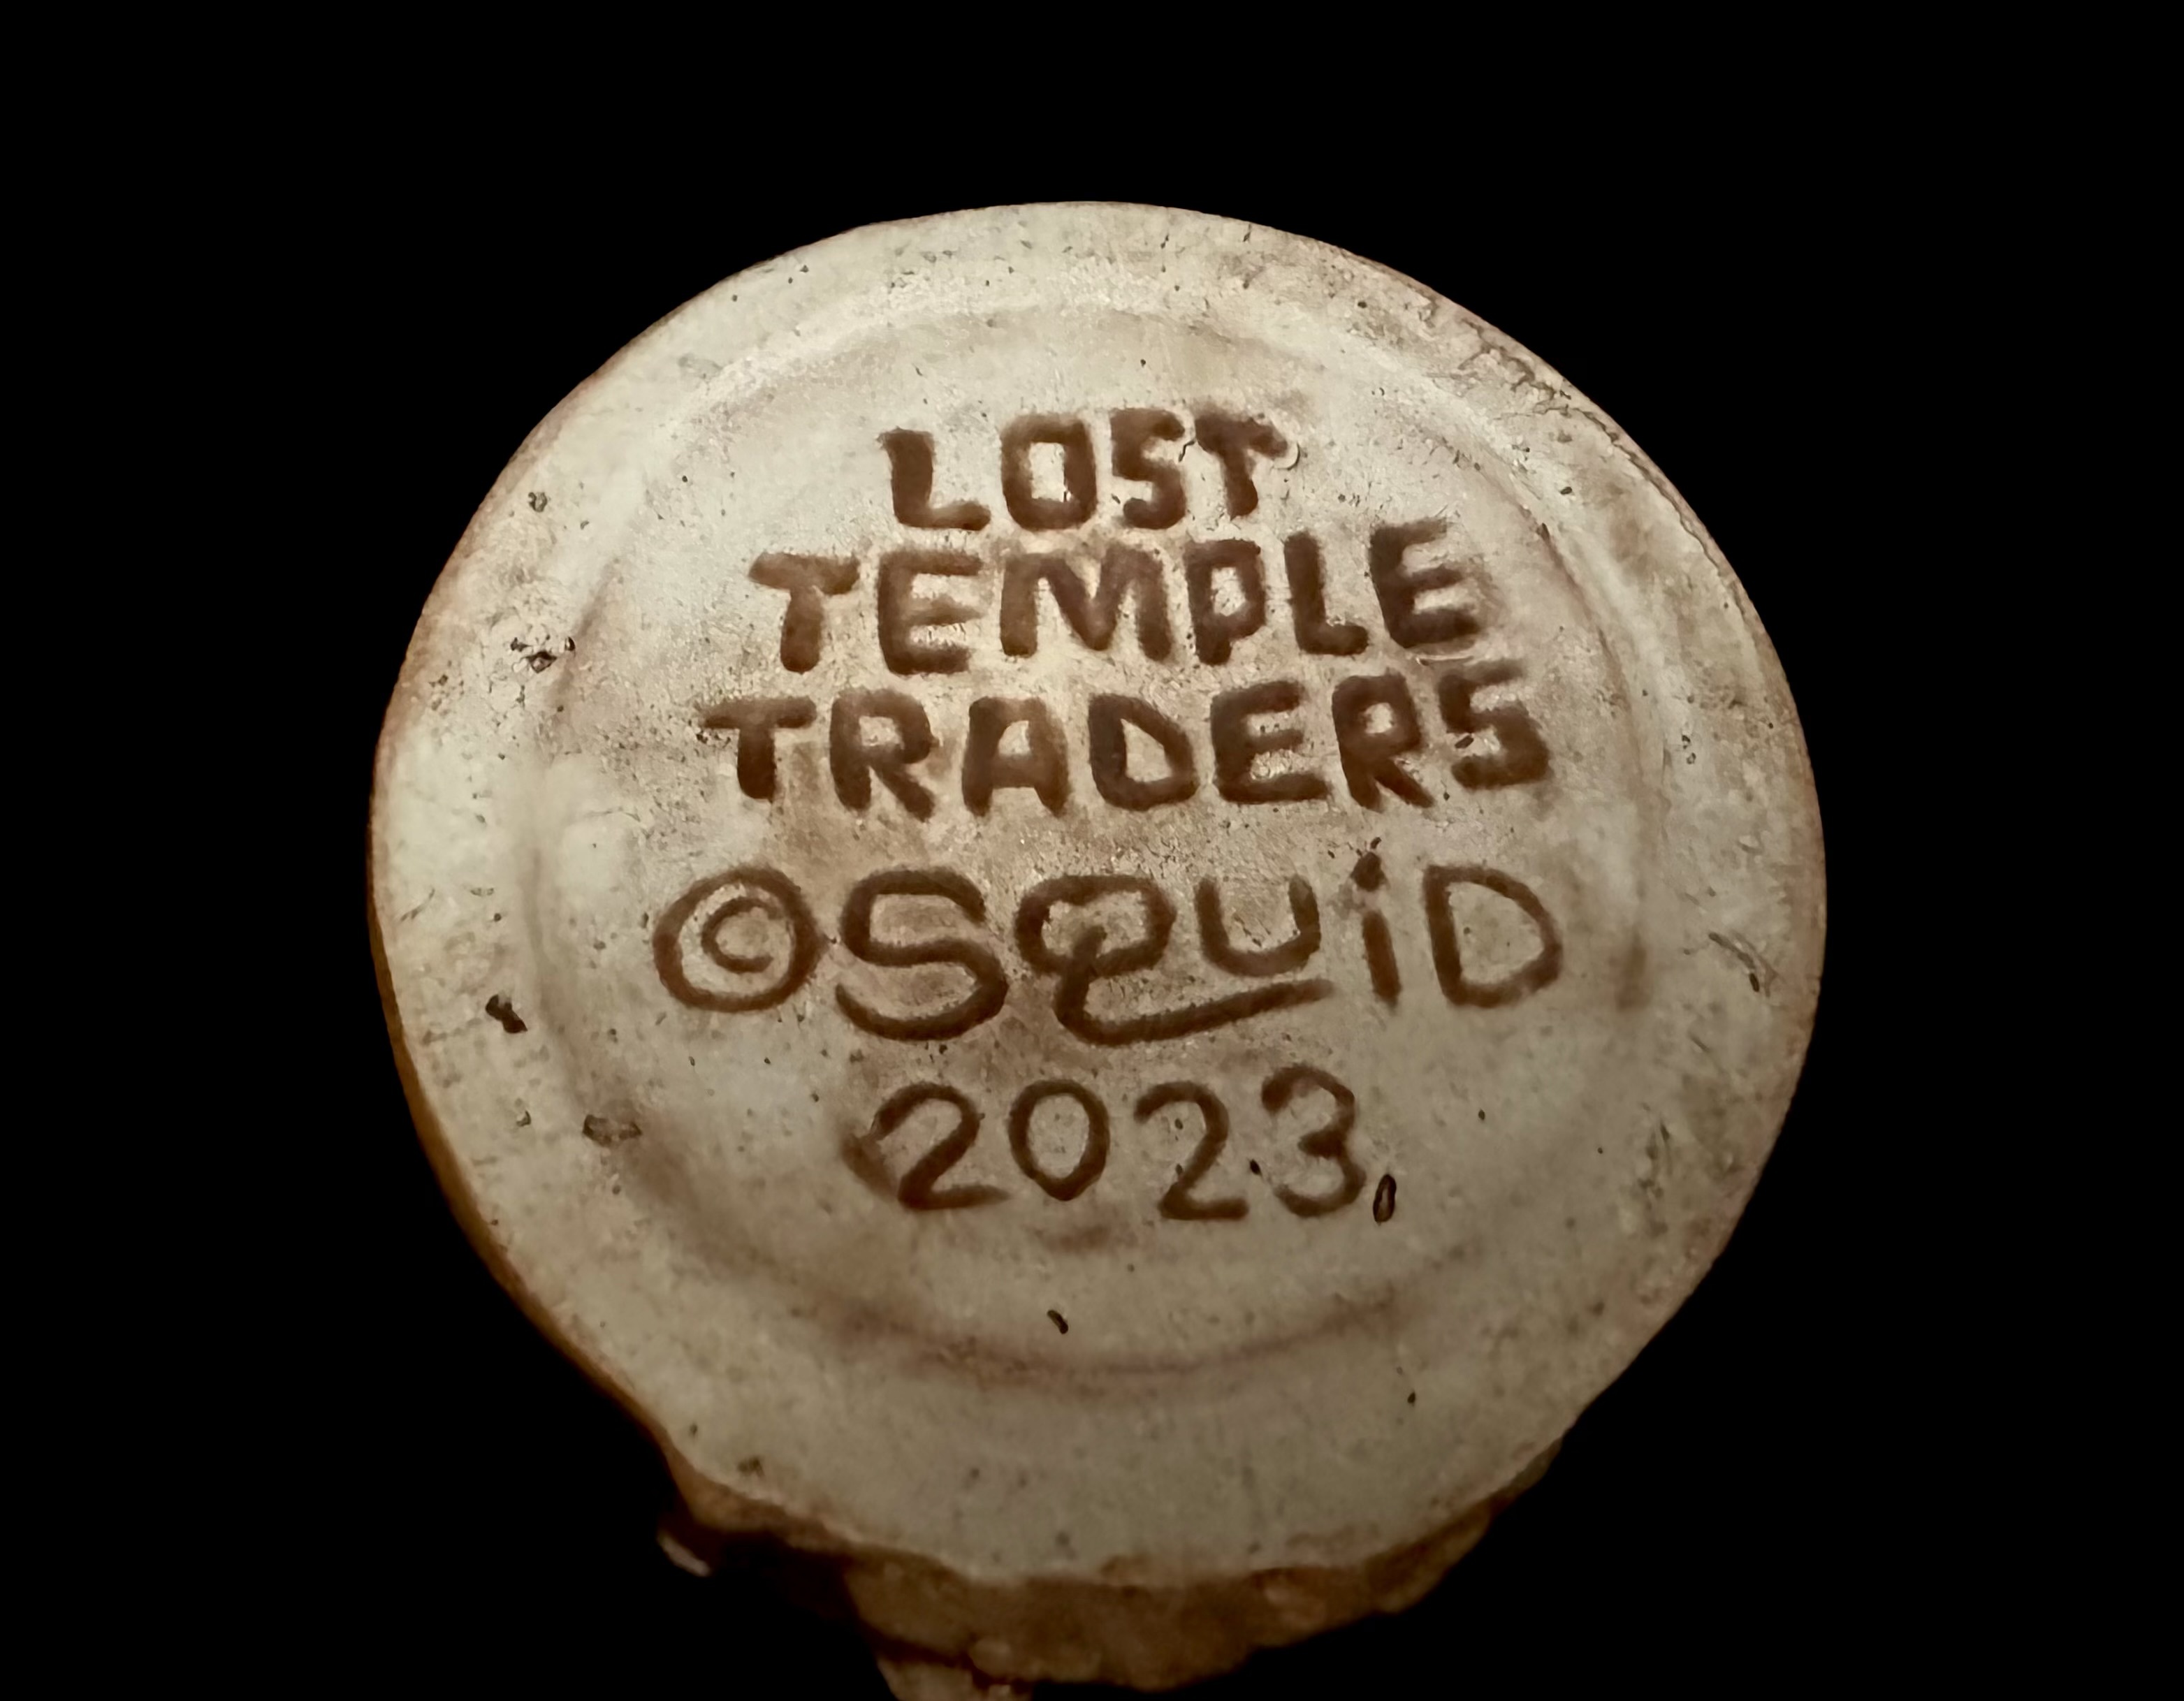 LOST
TEMPLE
TRADERS
©SQUiD
2023